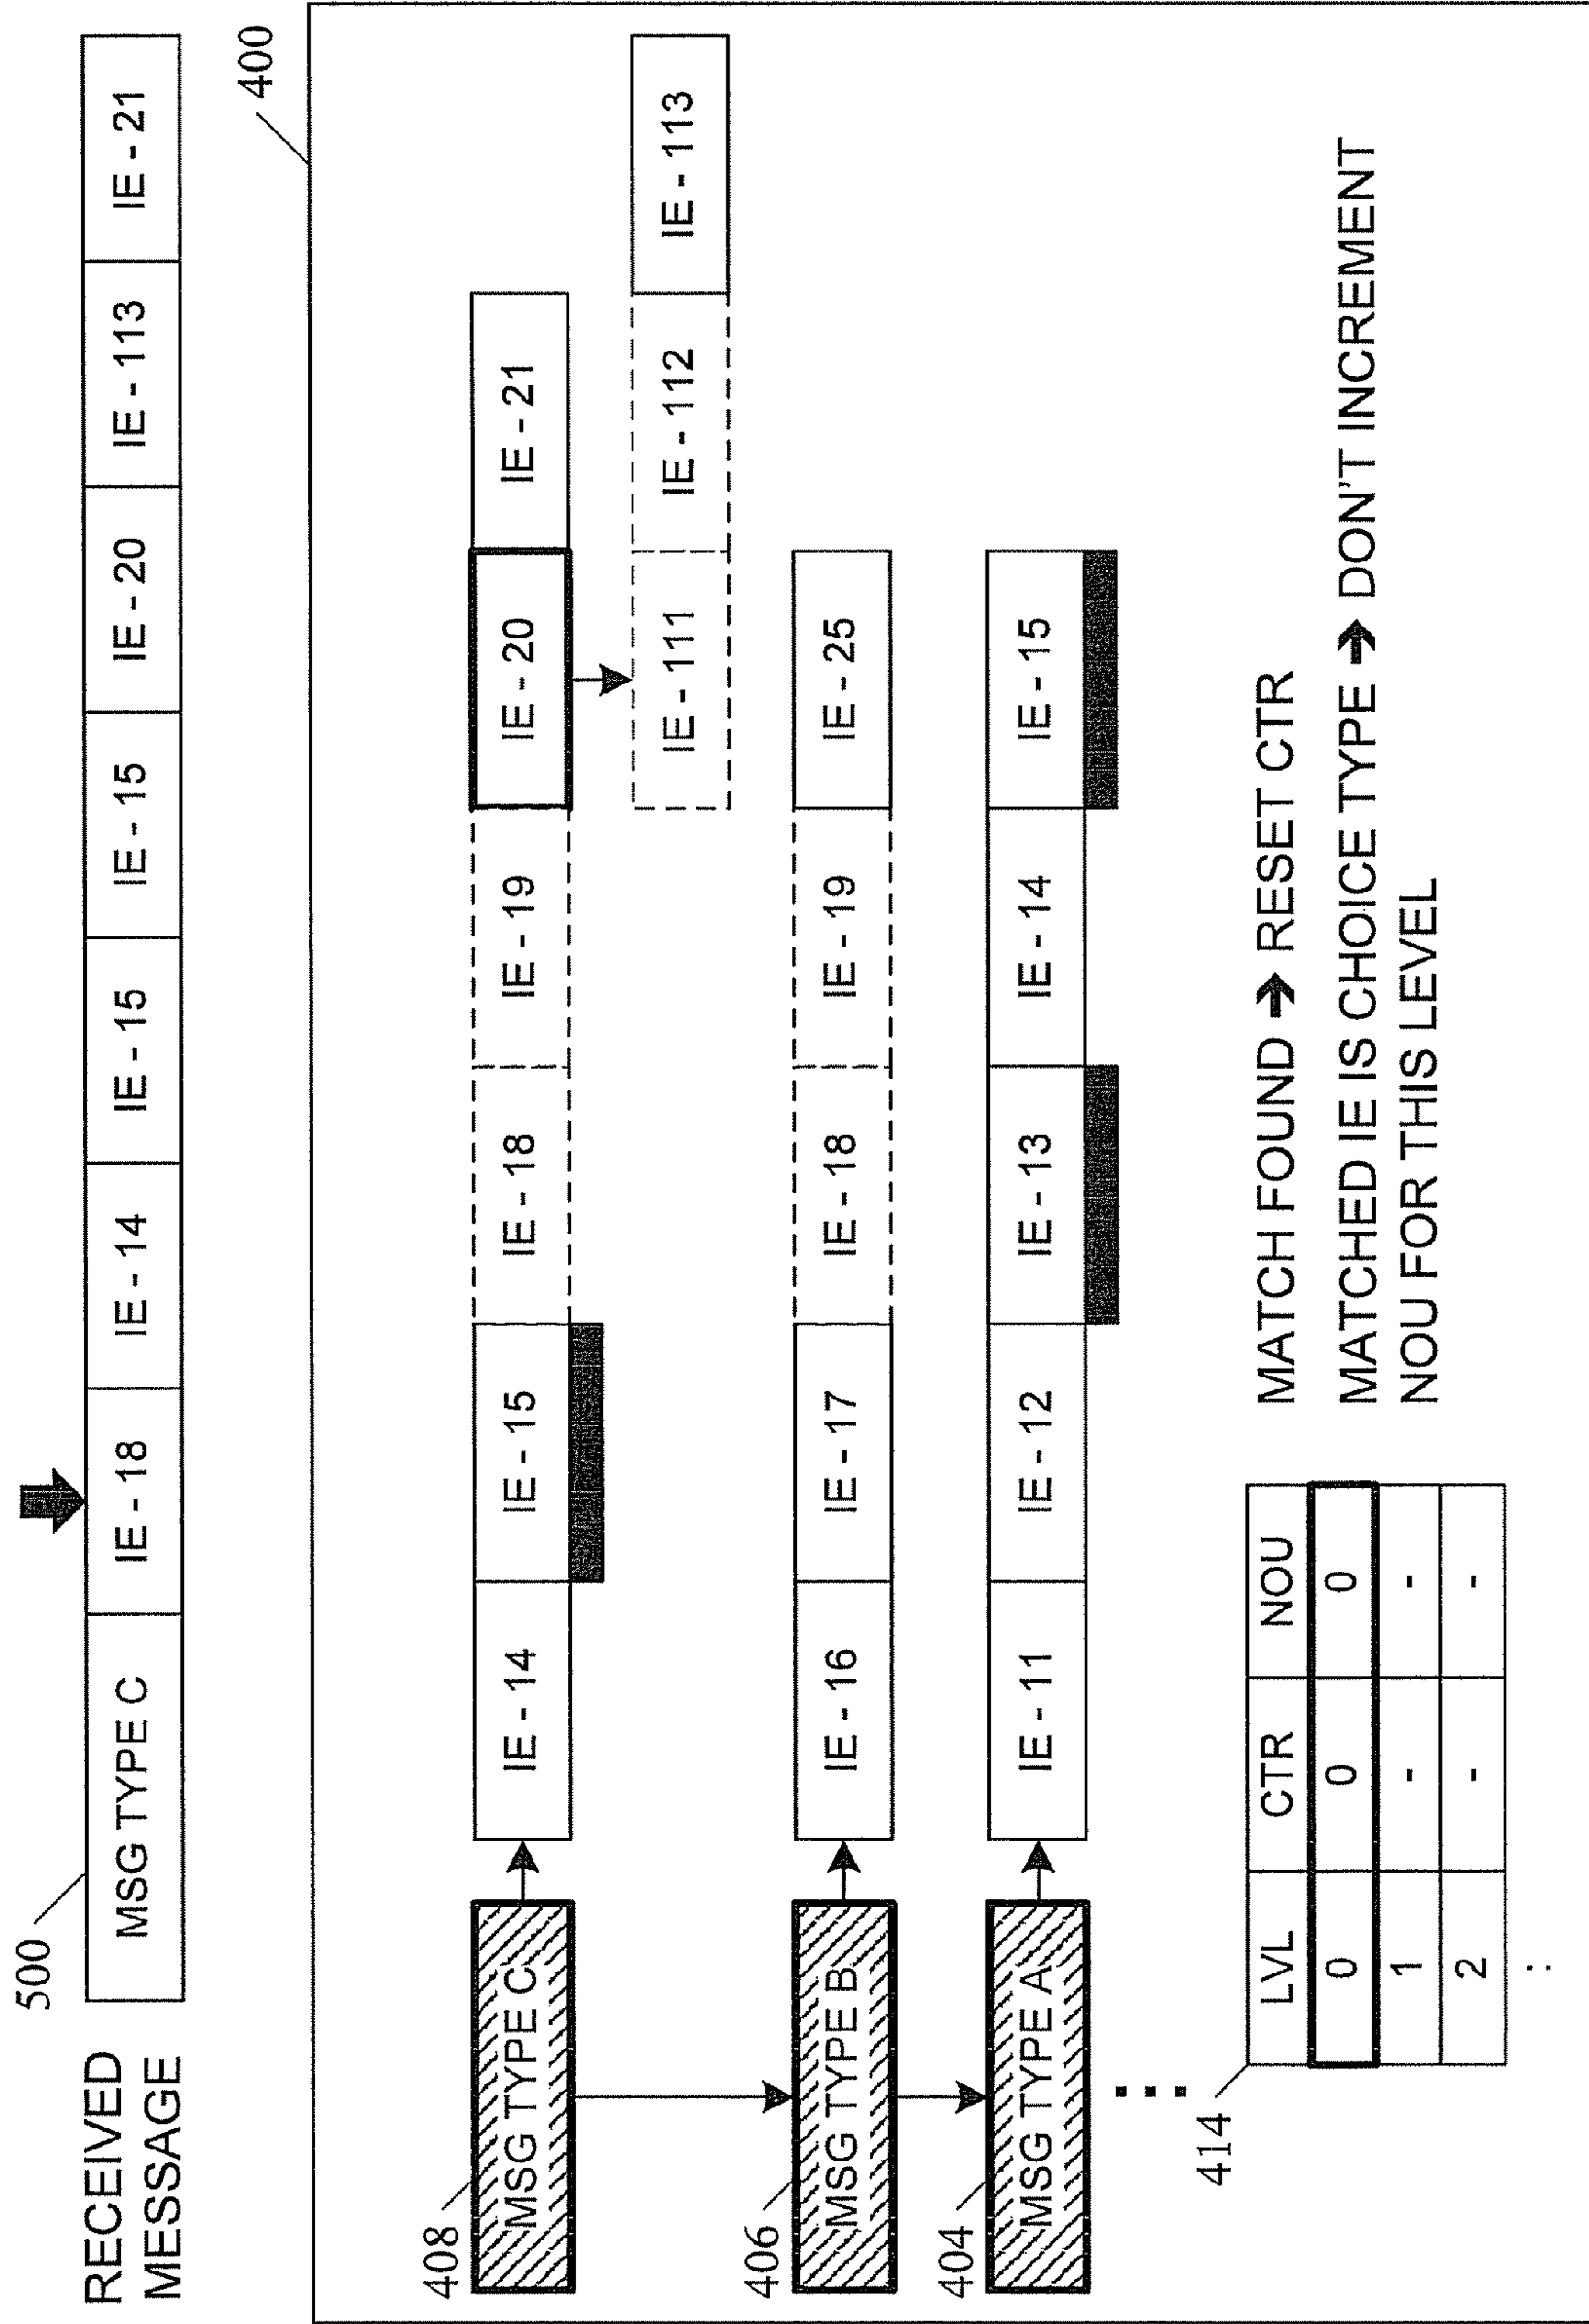 RECEIVED
MESSAGE
500
MSG TYPE C
IE - 18
IE - 14
IE - 15
IE - 15
IE - 20
IE - 113
IE - 21
400
408
MSG TYPE C
IE - 14
IE - 15
IE - 18
IE - 19
IE - 20
IE - 21
IE - 111
IE - 112
IE - 113
406
MSG TYPE B
IE - 16
IE - 17
IE - 18
IE - 19
IE - 25
404
MSG TYPE A
IE - 11
IE - 12
IE - 13
IE - 14
IE - 15
414
LVL CTR NOU
0 0 0
1 - -
2 - -
:
MATCH FOUND ➔ RESET CTR
MATCHED IE IS CHOICE TYPE ➔ DON'T INCREMENT
NOU FOR THIS LEVEL